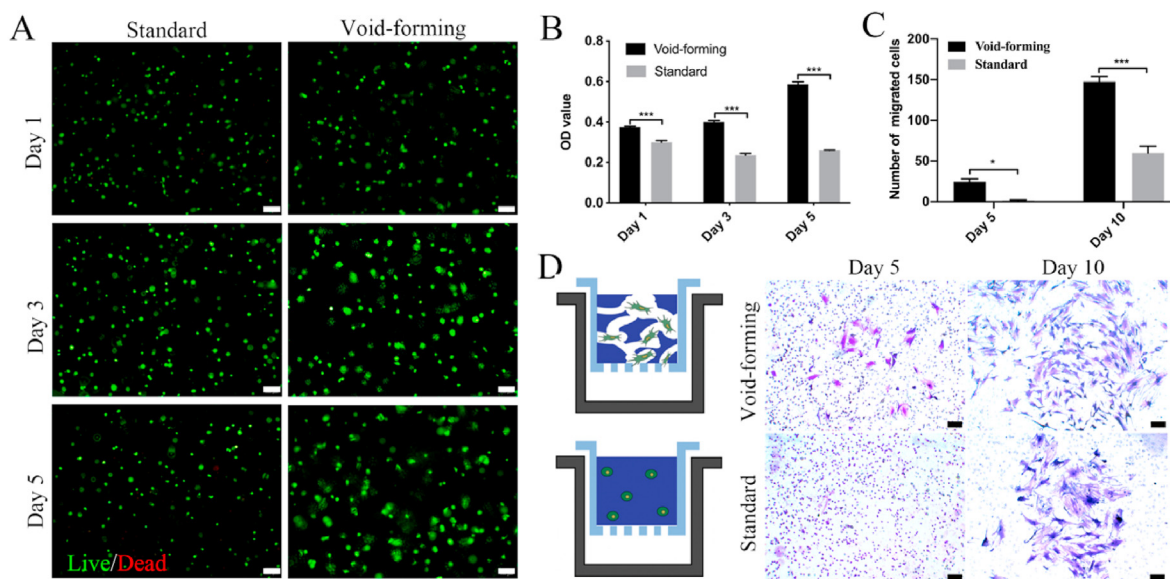 A
Standard
Void-forming
Day 1
Day 3
Day 5
Live/Dead
B
0.8
0.6
0.4
0.2
0.0
OD value
Void-forming
Standard
***
***
***
Day 1
Day 3
Day 5
C
200
150
100
50
0
Number of migrated cells
Void-forming
Standard
*
***
Day 5
Day 10
D
Day 5
Day 10
Void-forming
Standard